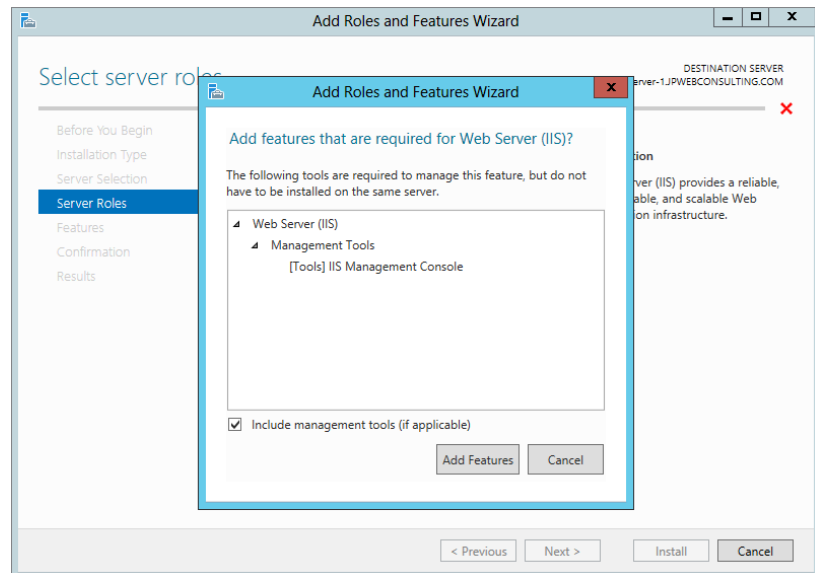 Add Roles and Features Wizard
Select server
DESTINATION SERVER
erver-1.JPWEBCONSULTING.COM
Before You Begin
Installation Type
Server Selection
Server Roles
Features
Confirmation
Results
Add Roles and Features Wizard
Add features that are required for Web Server (IIS)?
The following tools are required to manage this feature, but do not
have to be installed on the same server.
Web Server (IIS)
Management Tools
[Tools] IIS Management Console
Include management tools (if applicable)
Add Features
Cancel
tion
rver (IIS) provides a reliable,
able, and scalable Web
ion infrastructure.
< Previous
Next >
Install
Cancel